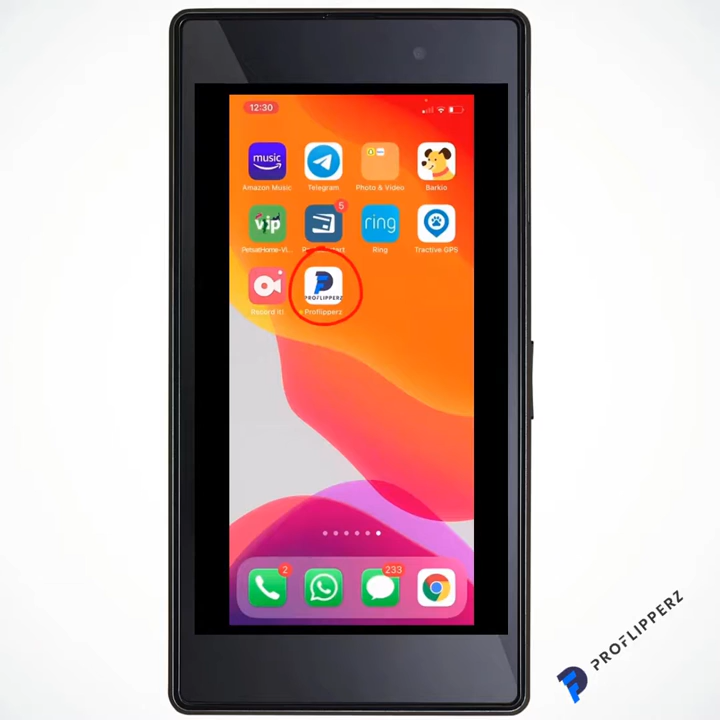 12:30
music
Amazon Music
Telegram
Photo & Video
Barkio
vip
5
ring
Ring
Tractive GPS
PROFLIPPERZ
Record it!
Proflipperz
2
233
PROFLIPPERZ